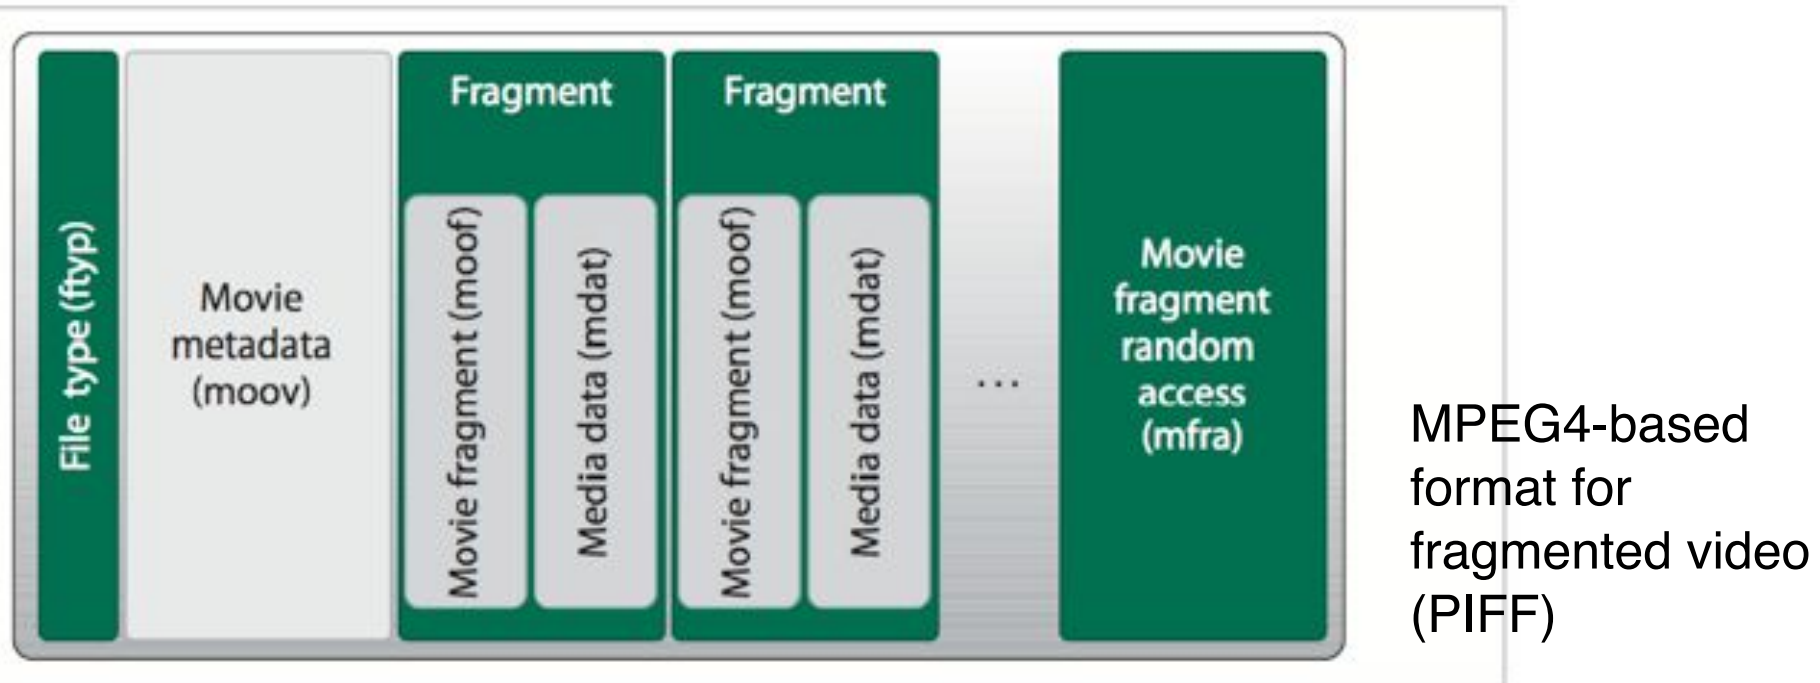 File type (ftyp)
Movie
metadata
(moov)
Fragment
Movie fragment (moof)
Media data (mdat)
Fragment
Movie fragment (moof)
Media data (mdat)
...
Movie
fragment
random
access
(mfra)
MPEG4-based
format for
fragmented video
(PIFF)